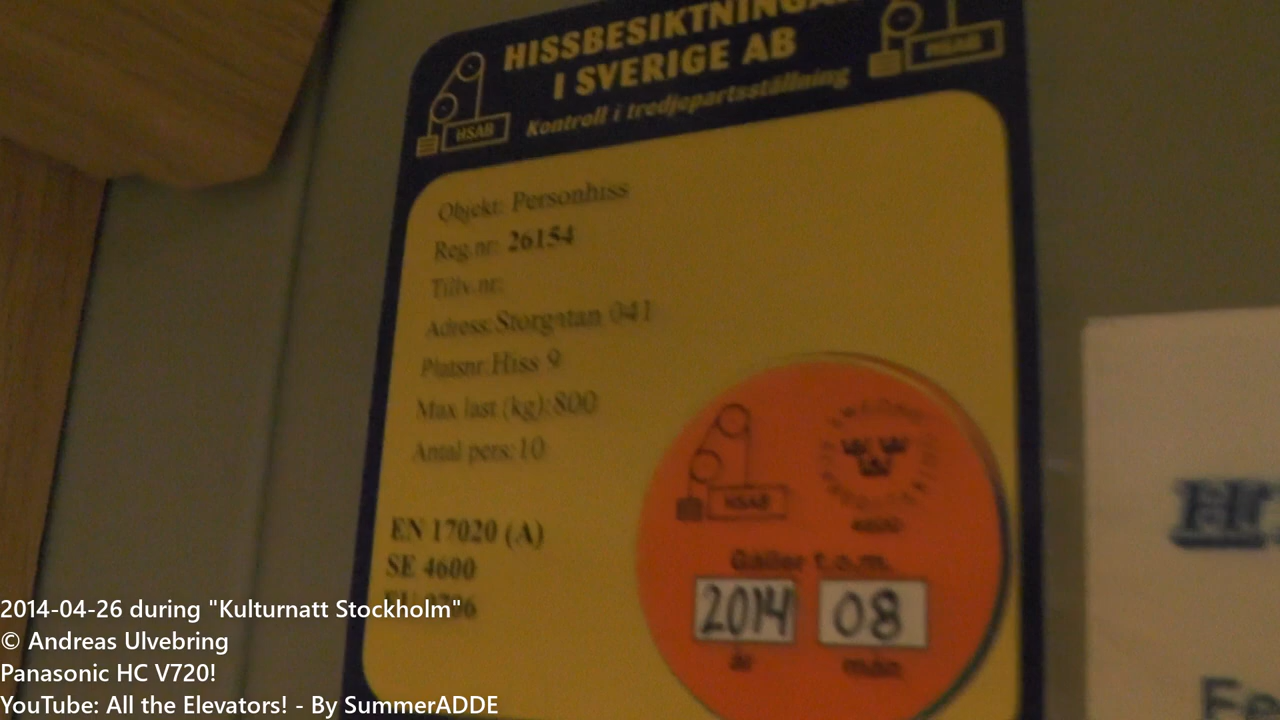 HISSBESIKTNINGAR
I SVERIGE AB
Kontroll i tredjepartsställning
HSAB
HSAB
Objekt: Personhiss
Reg.nr: 26154
Tillv.nr:
Adress: Storgatan 041
Platsnr: Hiss 9
Max last (kg): 800
Antal pers: 10
EN 17020 (A)
SE 4600
HSAB
4600
Gäller t.o.m.
2014 08
år mån
2014-04-26 during "Kulturnatt Stockholm"
© Andreas Ulvebring
Panasonic HC V720!
YouTube: All the Elevators! - By SummerADDE